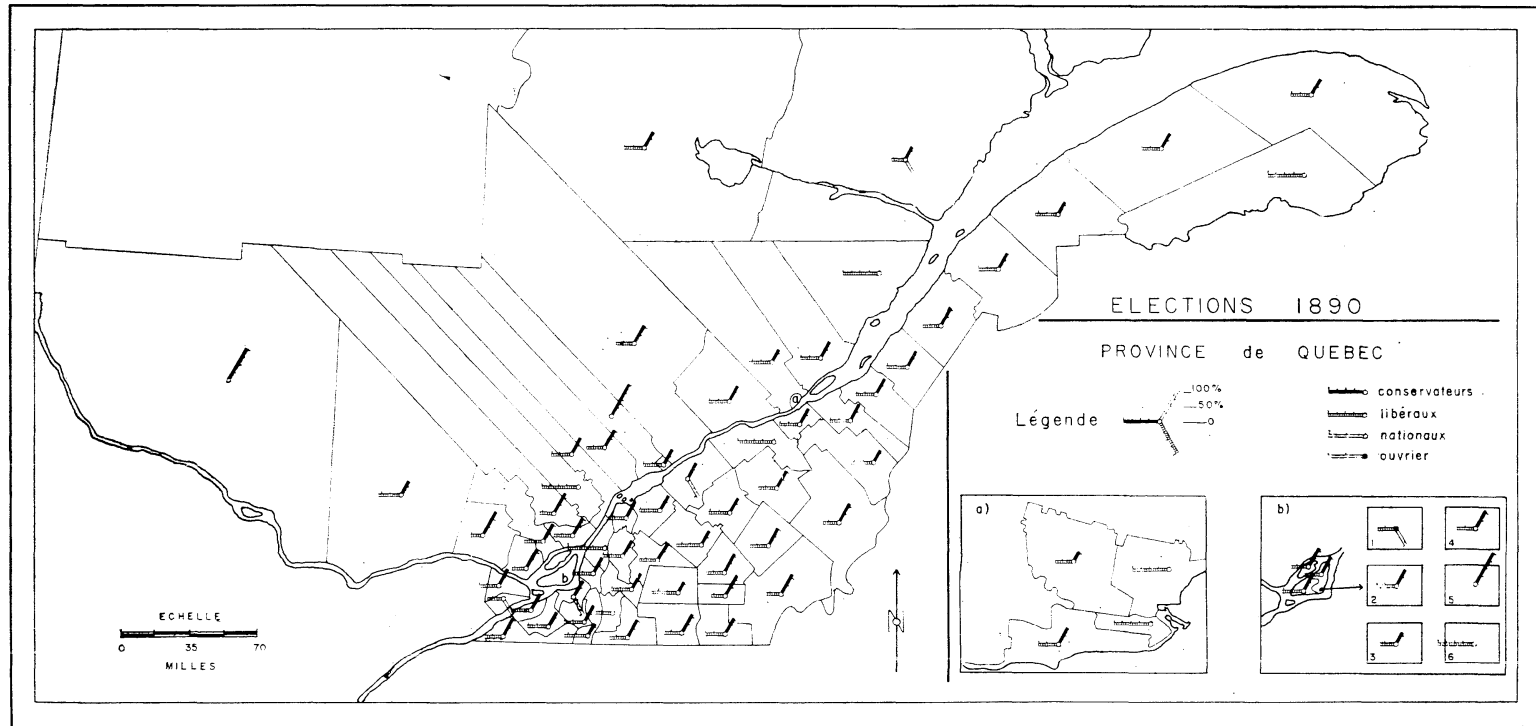 ELECTIONS 1890
PROVINCE de QUEBEC
Légende
100%
50%
0
conservateurs
libéraux
nationaux
ouvrier
a
b
N
ECHELLE
0 35 70
MILLES
a)
b)
1
4
2
5
3
6